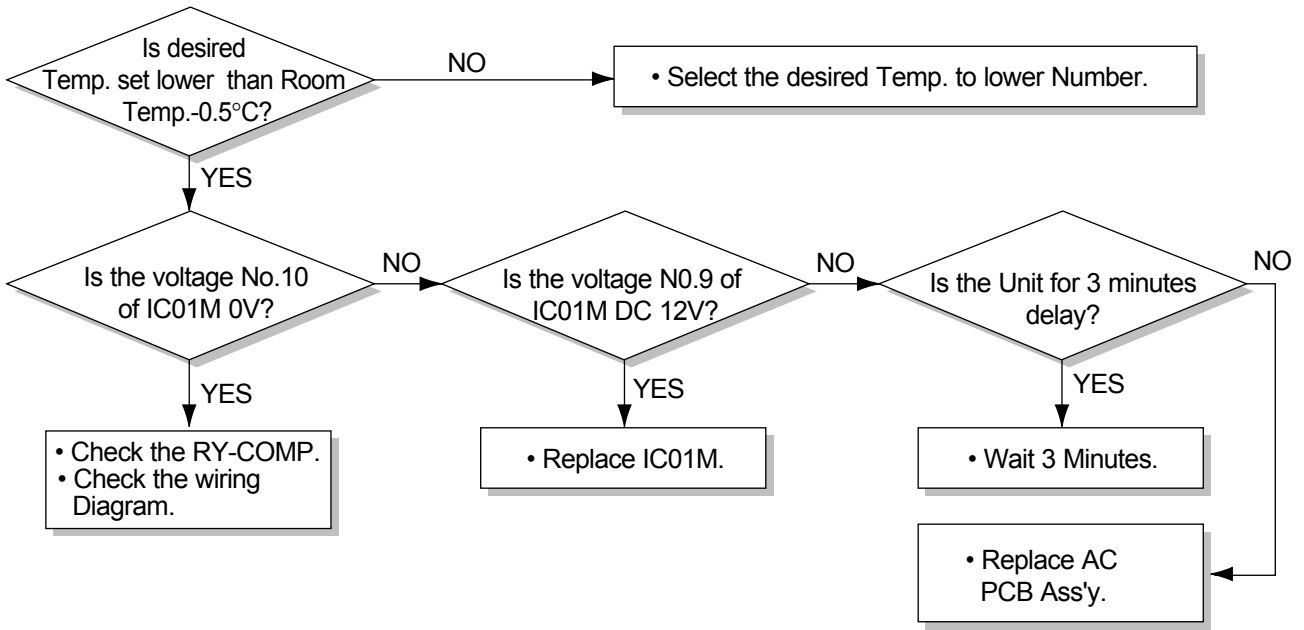 Is desired
Temp. set lower than Room
Temp.-0.5°C?
NO
• Select the desired Temp. to lower Number.
YES
Is the voltage No.10
of IC01M 0V?
NO
Is the voltage N0.9 of
IC01M DC 12V?
NO
Is the Unit for 3 minutes
delay?
NO
YES
YES
YES
• Check the RY-COMP.
• Check the wiring
Diagram.
• Replace IC01M.
• Wait 3 Minutes.
• Replace AC
PCB Ass'y.